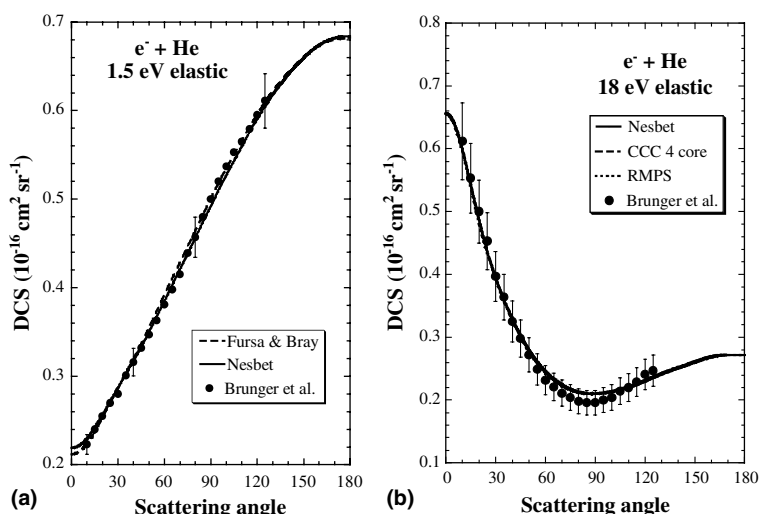 0.7
0.6
0.5
0.4
0.3
0.2
DCS (10⁻¹⁶ cm² sr⁻¹)
e⁻ + He
1.5 eV elastic
Fursa & Bray
Nesbet
Brunger et al.
0 30 60 90 120 150 180
(a) Scattering angle
0.8
0.7
0.6
0.5
0.4
0.3
0.2
0.1
DCS (10⁻¹⁶ cm² sr⁻¹)
e⁻ + He
18 eV elastic
Nesbet
CCC 4 core
RMPS
Brunger et al.
0 30 60 90 120 150 180
(b) Scattering angle